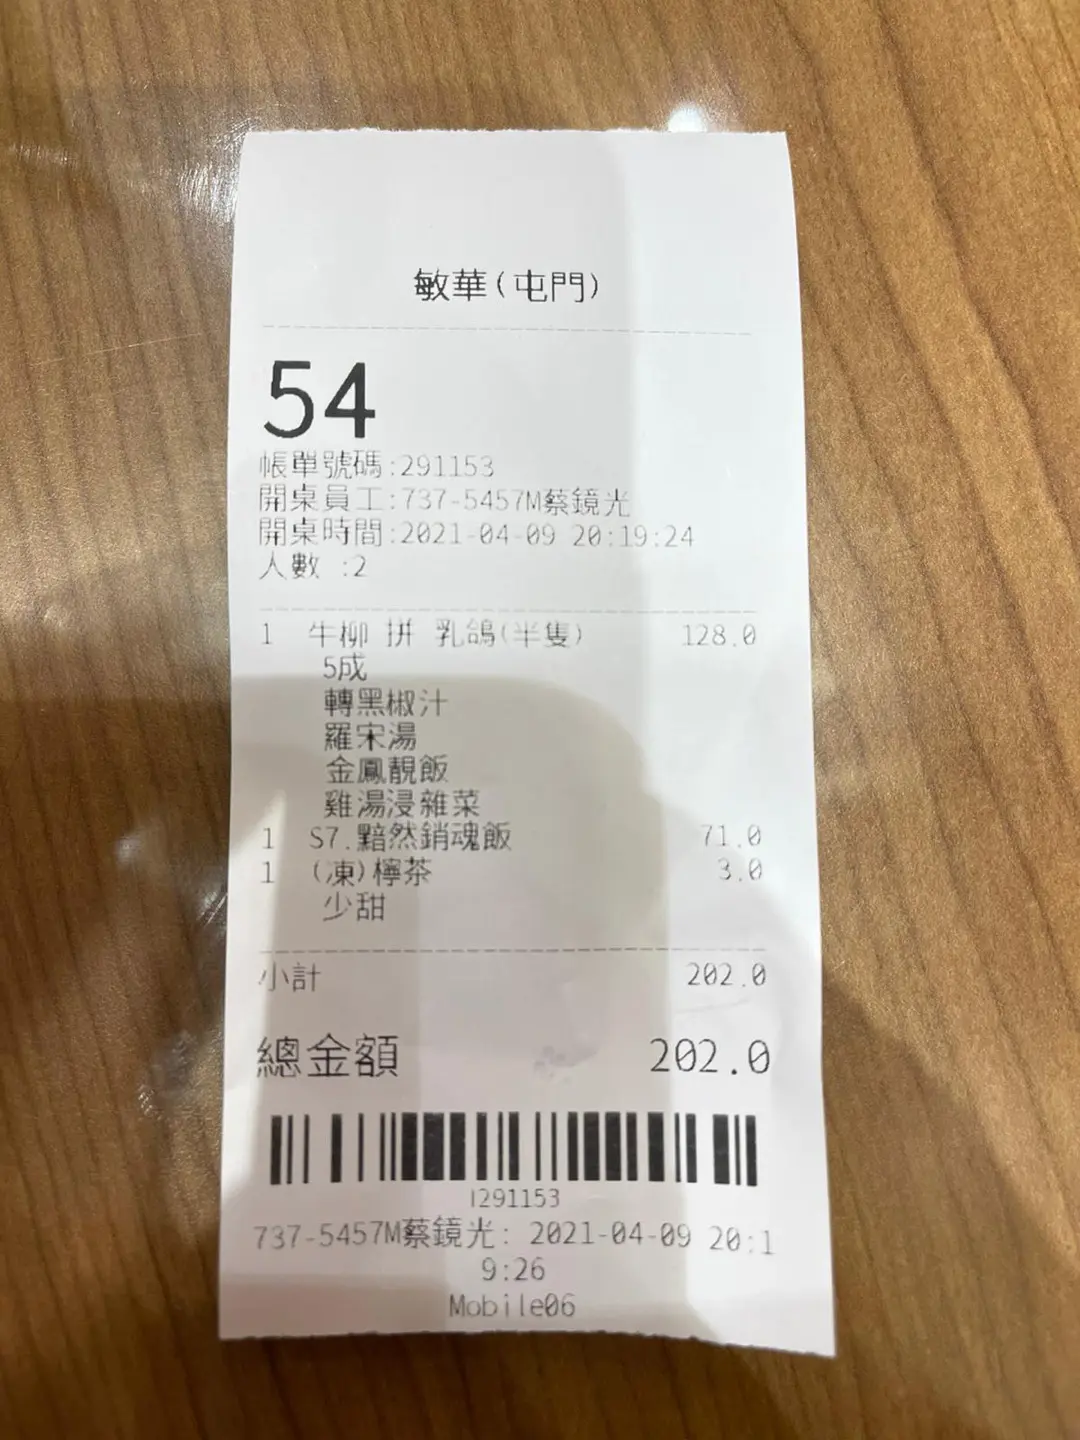 敏華(屯門)
54
帳單號碼:291153
開桌員工:737-5457M蔡鏡光
開桌時間:2021-04-09 20:19:24
人數 :2
1 牛柳 拼 乳鴿(半隻) 128.0
5成
轉黑椒汁
羅宋湯
金鳳靚飯
雞湯浸雜菜
1 S7.黯然銷魂飯 71.0
1 (凍)檸茶 3.0
少甜
小計 202.0
總金額 202.0
I291153
737-5457M蔡鏡光: 2021-04-09 20:1
9:26
Mobile06